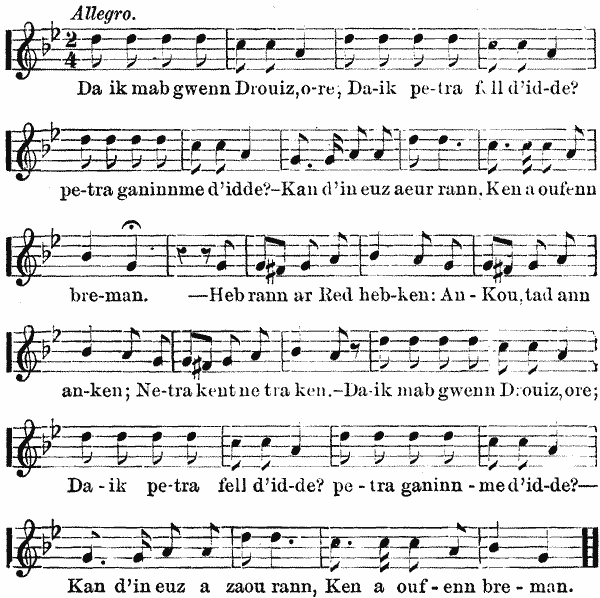 Allegro.
2
4
Da-ik mab gwenn Drouiz, o-re; Da-ik pe-tra fell d'id-de?
pe-tra ganinnme d'idde?–Kan d'in euz aeur rann, Ken a oufenn
bre-man. —Heb rann ar Red heb-ken: An-Kou, tad ann
an-ken; Ne-tra kent ne tra ken.–Da-ik mab gwenn Drouiz, ore;
Da-ik pe-tra fell d'id-de? pe-tra ganinn-me d'id-de?—
Kan d'in euz a zaou rann, Ken a ouf-enn bre-man.